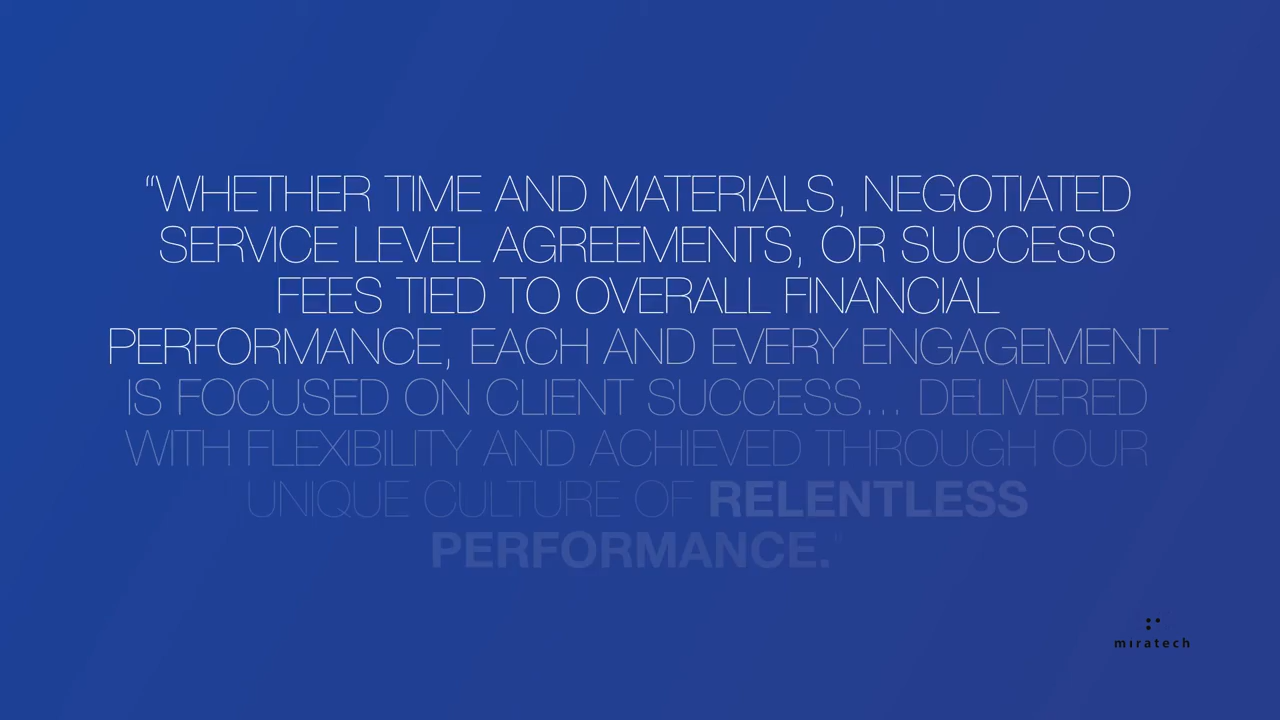 “WHETHER TIME AND MATERIALS, NEGOTIATED
SERVICE LEVEL AGREEMENTS, OR SUCCESS
FEES TIED TO OVERALL FINANCIAL
PERFORMANCE, EACH AND EVERY ENGAGEMENT
IS FOCUSED ON CLIENT SUCCESS... DELIVERED
WITH FLEXIBILITY AND ACHIEVED THROUGH OUR
UNIQUE CULTURE OF RELENTLESS
PERFORMANCE.”
miratech